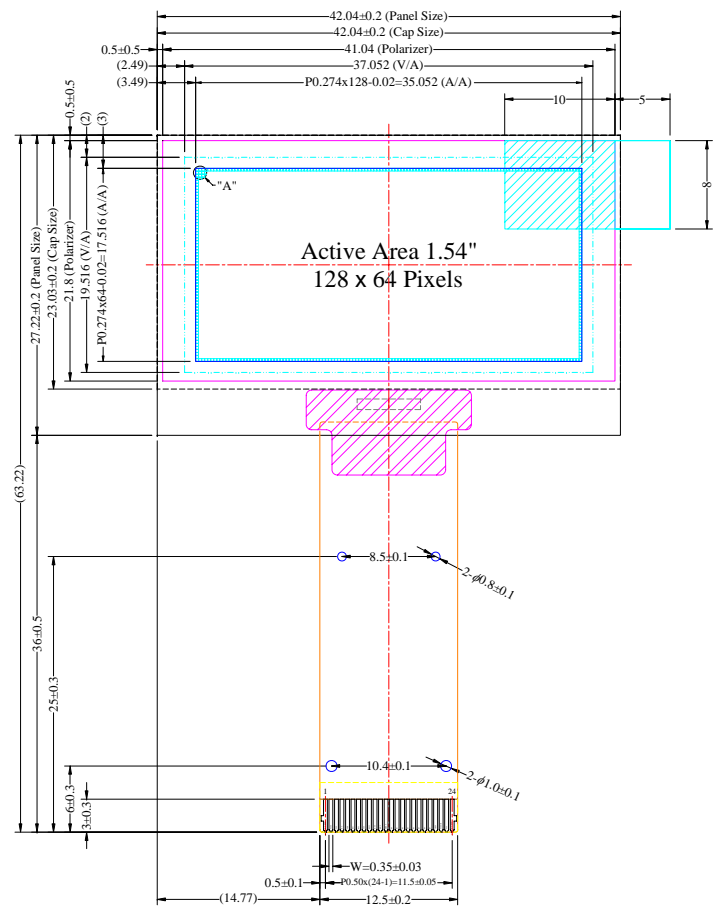 42.04±0.2 (Panel Size)
42.04±0.2 (Cap Size)
0.5±0.5
41.04 (Polarizer)
(2.49)
37.052 (V/A)
(3.49)
P0.274x128-0.02=35.052 (A/A)
10
5
0.5±0.5
(2)
(3)
8
"A"
Active Area 1.54"
128 x 64 Pixels
27.22±0.2 (Panel Size)
23.03±0.2 (Cap Size)
21.8 (Polarizer)
19.516 (V/A)
P0.274x64-0.02=17.516 (A/A)
(63.22)
36±0.5
25±0.3
8.5±0.1
2-ϕ0.8±0.1
10.4±0.1
2-ϕ1.0±0.1
6±0.3
3±0.3
1
24
W=0.35±0.03
0.5±0.1
P0.50x(24-1)=11.5±0.05
(14.77)
12.5±0.2